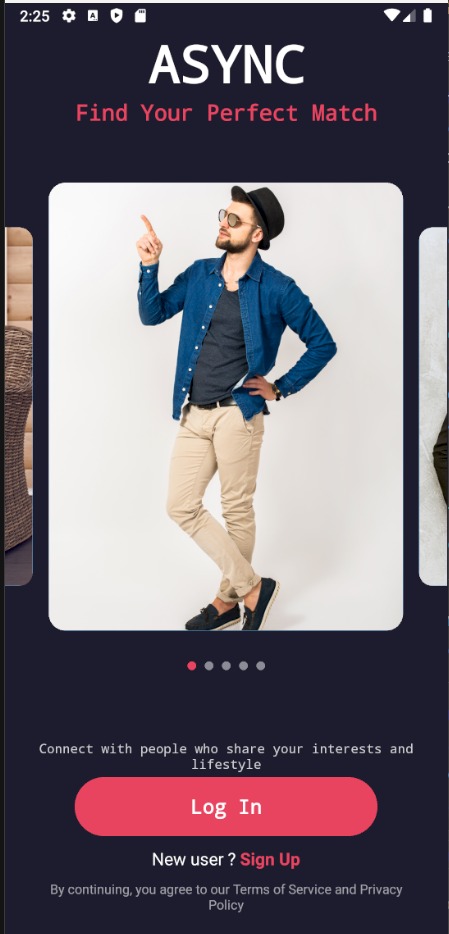 2:25
ASYNC
Find Your Perfect Match
Connect with people who share your interests and
lifestyle
Log In
New user ? Sign Up
By continuing, you agree to our Terms of Service and Privacy
Policy